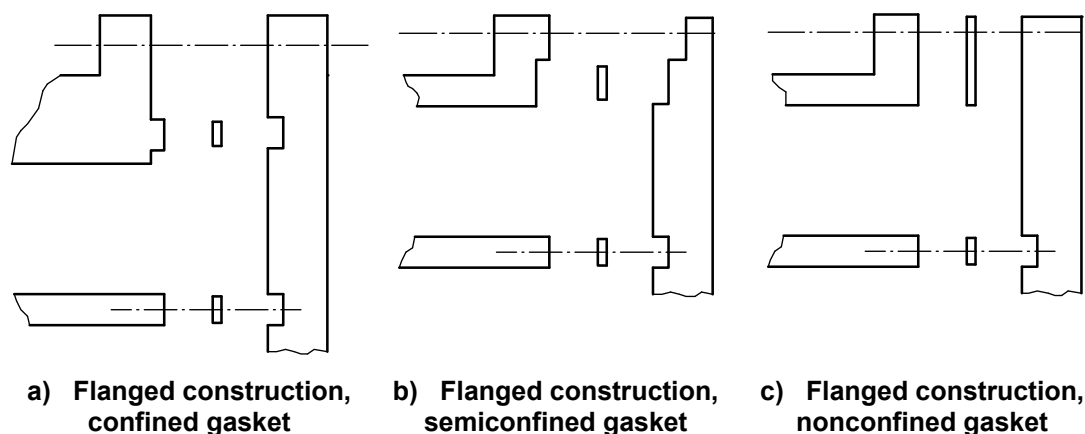 a) Flanged construction,
confined gasket
b) Flanged construction,
semiconfined gasket
c) Flanged construction,
nonconfined gasket